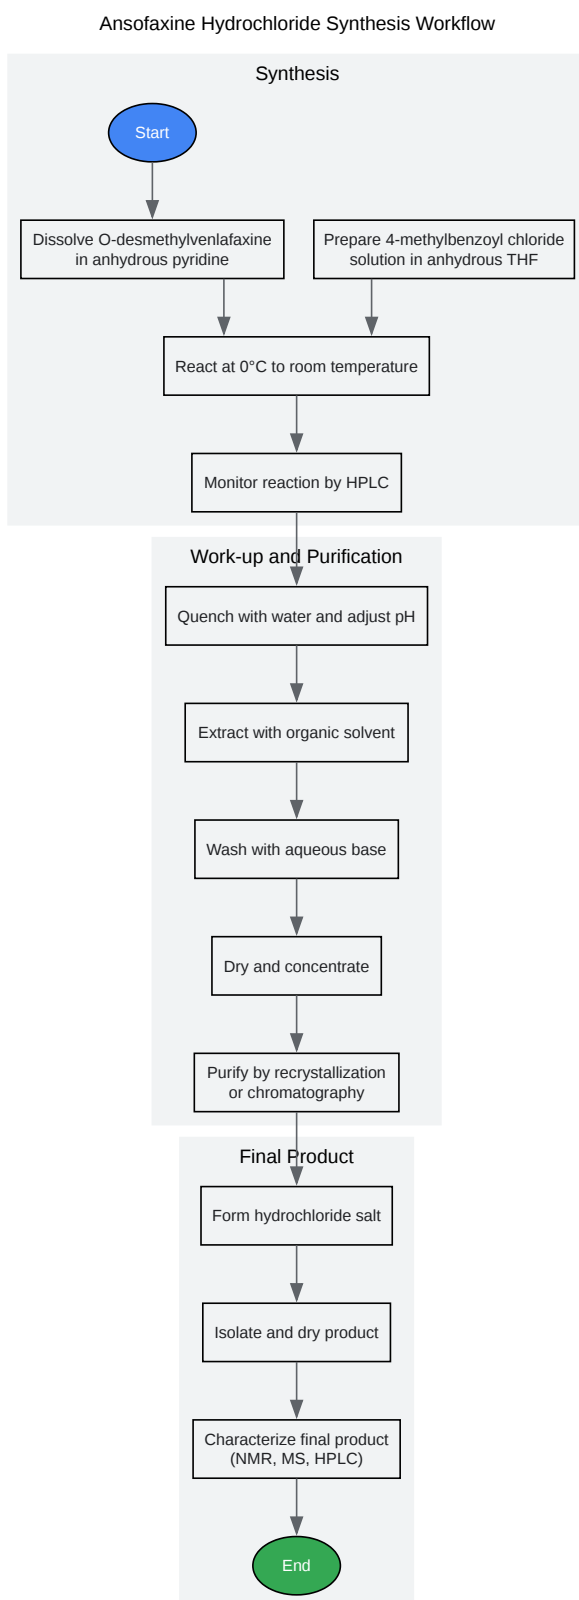 Ansofaxine Hydrochloride Synthesis Workflow
Synthesis
Start
Dissolve O-desmethylvenlafaxine
in anhydrous pyridine
Prepare 4-methylbenzoyl chloride
solution in anhydrous THF
React at 0°C to room temperature
Monitor reaction by HPLC
Work-up and Purification
Quench with water and adjust pH
Extract with organic solvent
Wash with aqueous base
Dry and concentrate
Purify by recrystallization
or chromatography
Final Product
Form hydrochloride salt
Isolate and dry product
Characterize final product
(NMR, MS, HPLC)
End